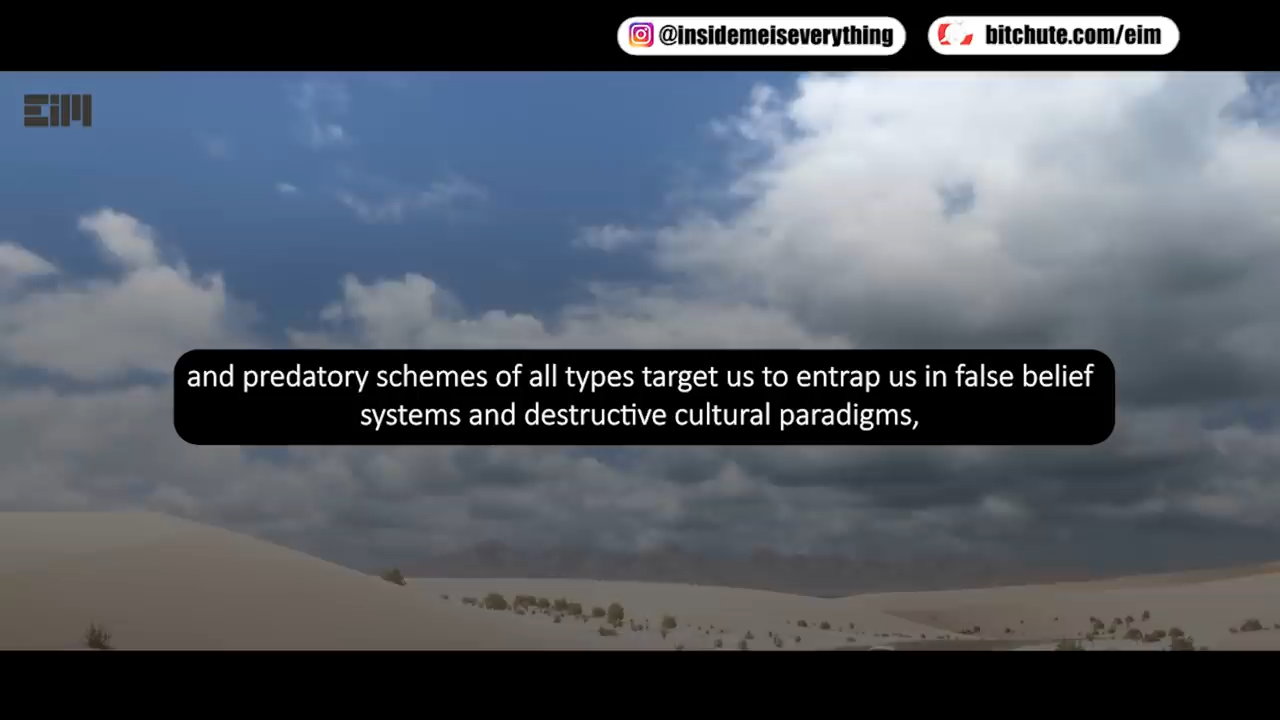 @insidemeiseverything
bitchute.com/eim
EIM
and predatory schemes of all types target us to entrap us in false belief
systems and destructive cultural paradigms,